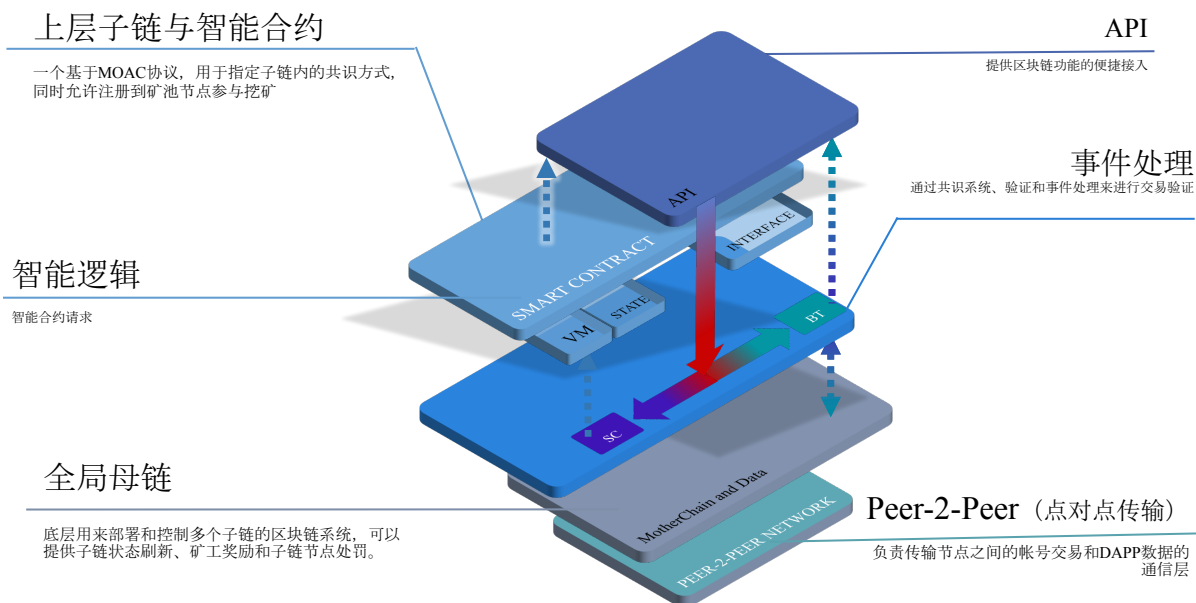 上层子链与智能合约
一个基于MOAC协议，用于指定子链内的共识方式，
同时允许注册到矿池节点参与挖矿
API
提供区块链功能的便捷接入
事件处理
通过共识系统、验证和事件处理来进行交易验证
智能逻辑
智能合约请求
API
SMART CONTRACT
INTERFACE
VM
STATE
BT
SC
全局母链
底层用来部署和控制多个子链的区块链系统，可以
提供子链状态刷新、矿工奖励和子链节点处罚。
MotherChain and Data
PEER-2-PEER NETWORK
Peer-2-Peer（点对点传输）
负责传输节点之间的帐号交易和DAPP数据的
通信层